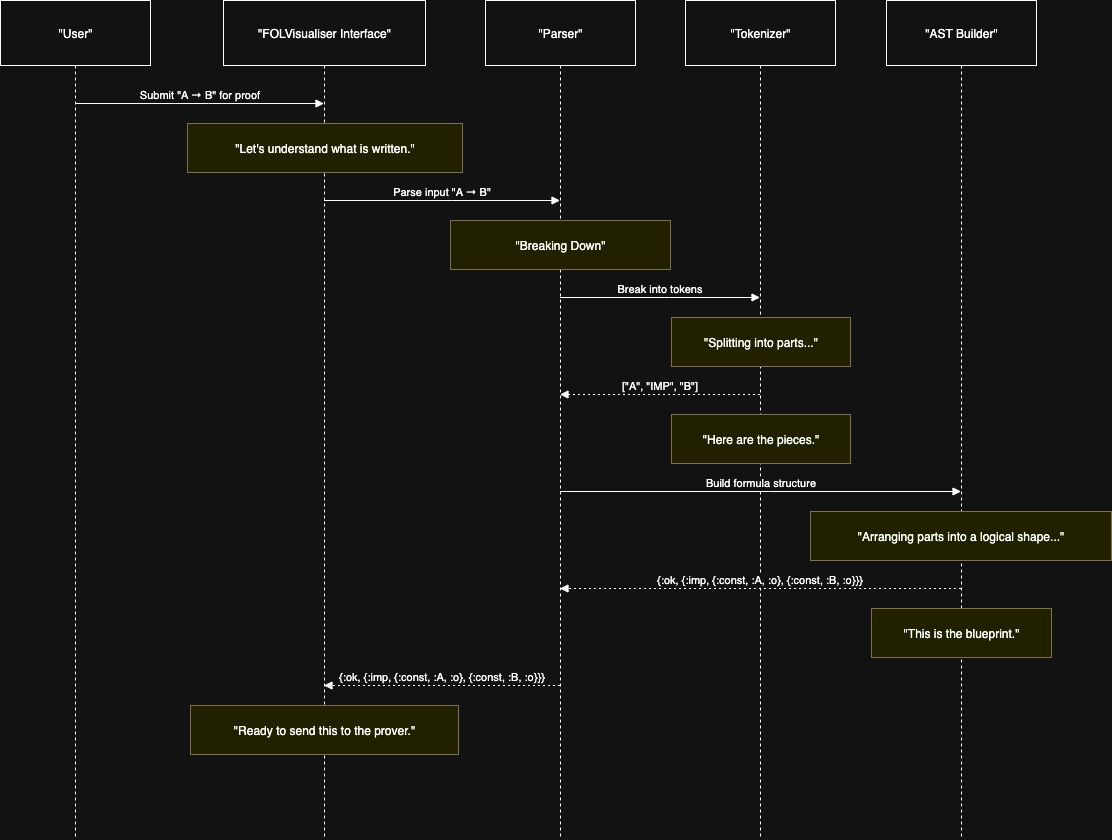 "User"
"FOLVisualiser Interface"
"Parser"
"Tokenizer"
"AST Builder"
Submit "A → B" for proof
"Let's understand what is written."
Parse input "A → B"
"Breaking Down"
Break into tokens
"Splitting into parts..."
["A", "IMP", "B"]
"Here are the pieces."
Build formula structure
"Arranging parts into a logical shape..."
{:ok, {:imp, {:const, :A, :o}, {:const, :B, :o}}}
"This is the blueprint."
{:ok, {:imp, {:const, :A, :o}, {:const, :B, :o}}}
"Ready to send this to the prover."